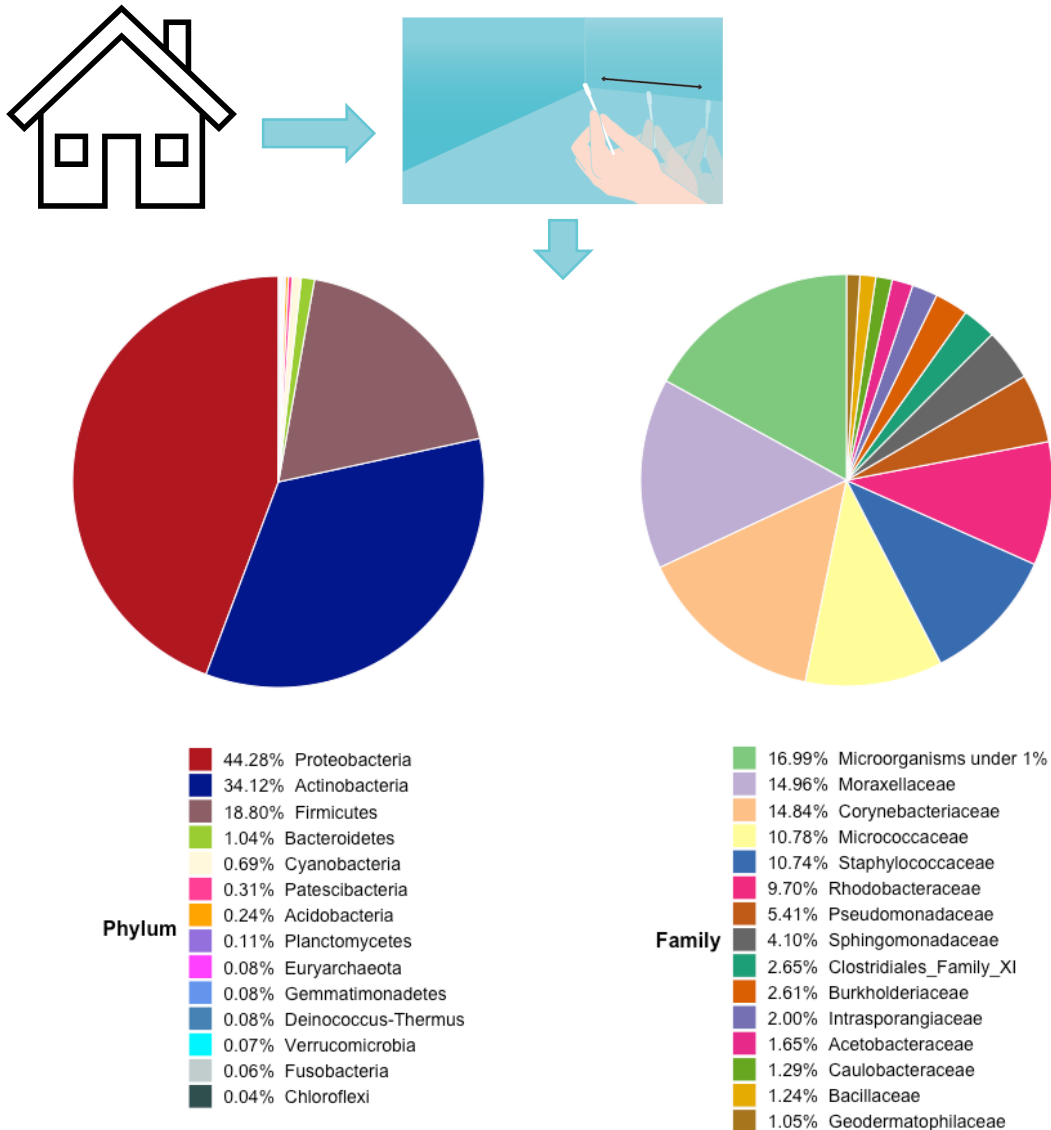 44.28% Proteobacteria
34.12% Actinobacteria
18.80% Firmicutes
1.04% Bacteroidetes
0.69% Cyanobacteria
0.31% Patescibacteria
0.24% Acidobacteria
Phylum
0.11% Planctomycetes
0.08% Euryarchaeota
0.08% Gemmatimonadetes
0.08% Deinococcus-Thermus
0.07% Verrucomicrobia
0.06% Fusobacteria
0.04% Chloroflexi
16.99% Microorganisms under 1%
14.96% Moraxellaceae
14.84% Corynebacteriaceae
10.78% Micrococcaceae
10.74% Staphylococcaceae
9.70% Rhodobacteraceae
5.41% Pseudomonadaceae
Family
4.10% Sphingomonadaceae
2.65% Clostridiales_Family_XI
2.61% Burkholderiaceae
2.00% Intrasporangiaceae
1.65% Acetobacteraceae
1.29% Caulobacteraceae
1.24% Bacillaceae
1.05% Geodermatophilaceae